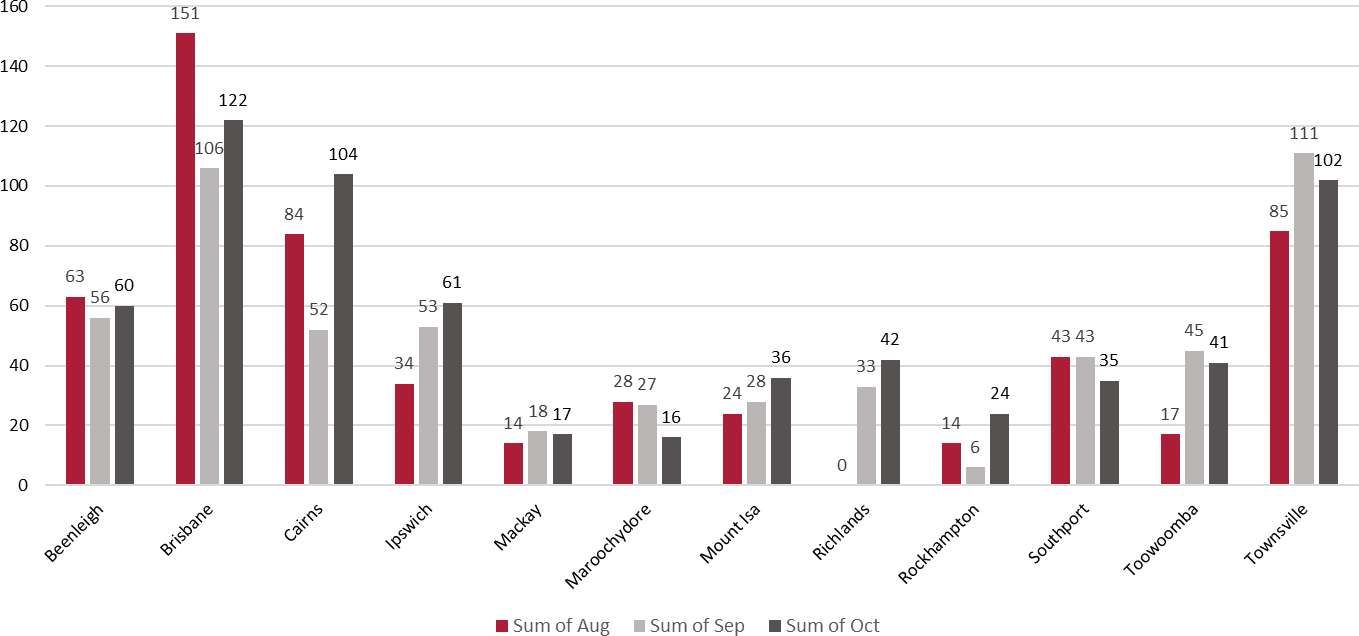 160
140
120
100
80
60
40
20
0
63 56 60
151 106 122
84 52 104
34 53 61
14 18 17
28 27 16
24 28 36
0 33 42
14 6 24
43 43 35
17 45 41
85 111 102
Beenleigh
Brisbane
Cairns
Ipswich
Mackay
Maroochydore
Mount Isa
Richlands
Rockhampton
Southport
Toowoomba
Townsville
Sum of Aug Sum of Sep Sum of Oct